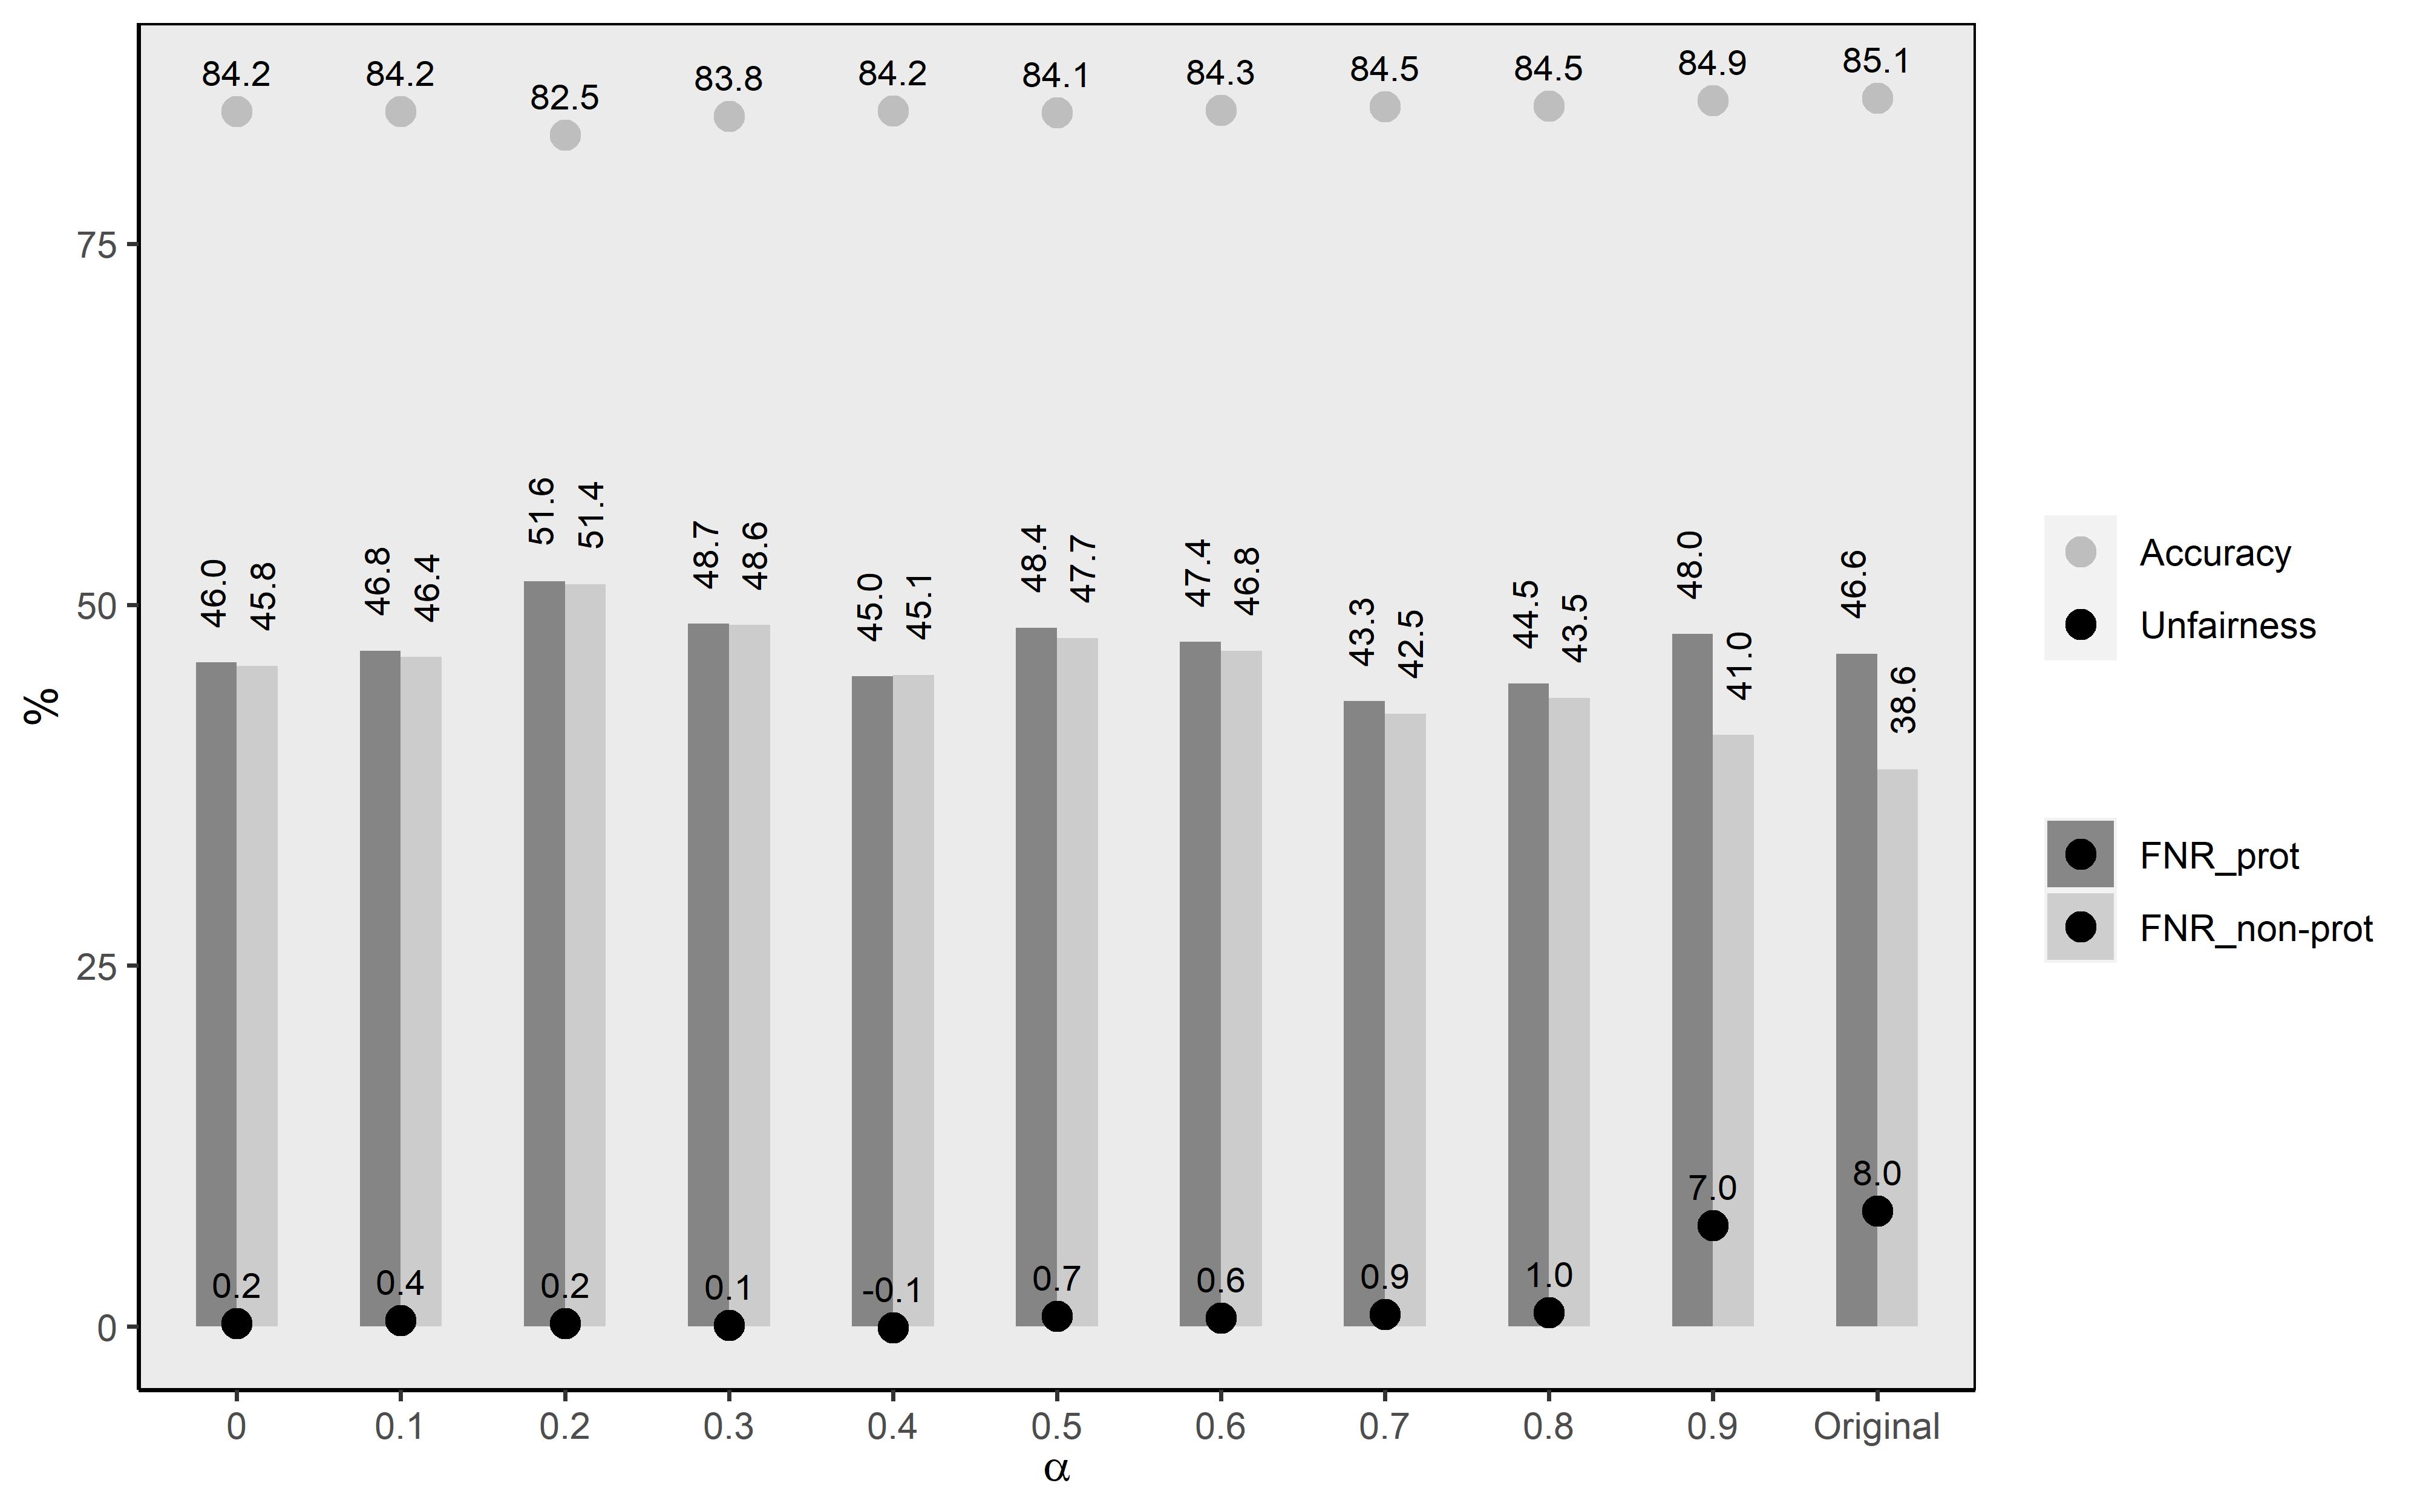 84.2 84.2 82.5 83.8 84.2 84.1 84.3 84.5 84.5 84.9 85.1
75
50
25
0
%
46.0 45.8 46.8 46.4 51.6 51.4 48.7 48.6 45.0 45.1 48.4 47.7 47.4 46.8 43.3 42.5 44.5 43.5 48.0 41.0 46.6 38.6
0.2 0.4 0.2 0.1 -0.1 0.7 0.6 0.9 1.0 7.0 8.0
0 0.1 0.2 0.3 0.4 0.5 0.6 0.7 0.8 0.9 Original
α
Accuracy
Unfairness
FNR_prot
FNR_non-prot